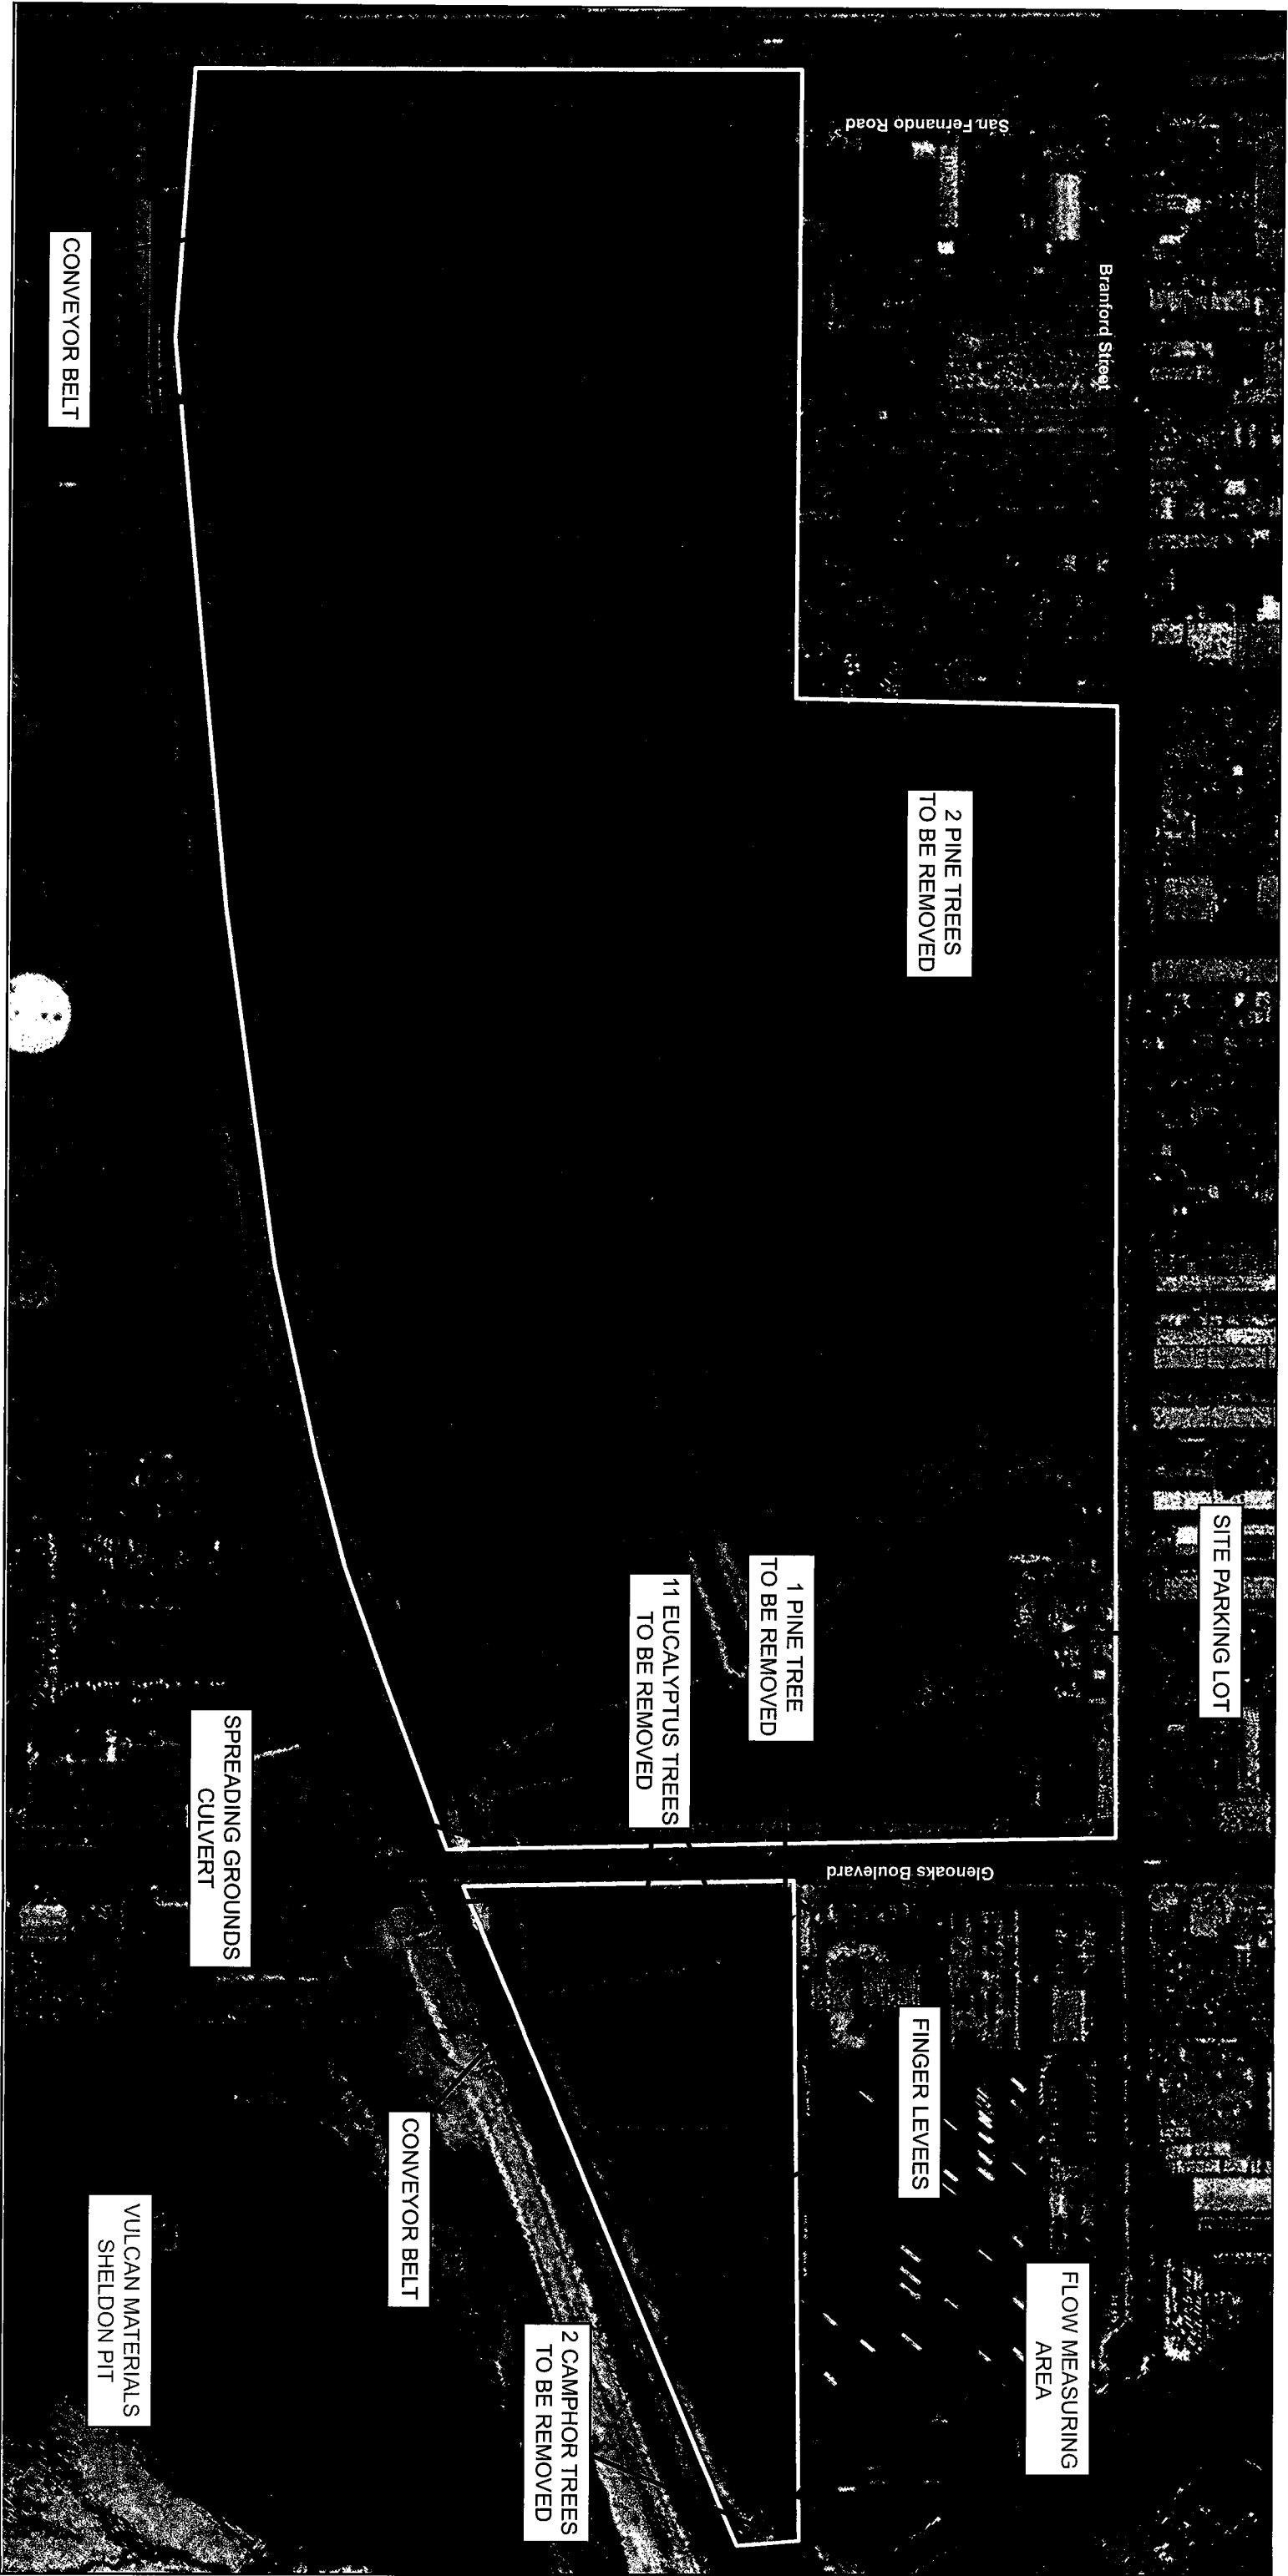 San Fernando Road
Branford Street
CONVEYOR BELT
2 PINE TREES
TO BE REMOVED
SITE PARKING LOT
1 PINE TREE
TO BE REMOVED
11 EUCALYPTUS TREES
TO BE REMOVED
SPREADING GROUNDS
CULVERT
Glenoaks Boulevard
FINGER LEVEES
FLOW MEASURING
AREA
CONVEYOR BELT
2 CAMPHOR TREES
TO BE REMOVED
VULCAN MATERIALS
SHELDON PIT